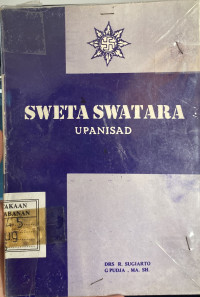 SWETA SWATARA
UPANISAD
DRS R. SUGIARTO
G PUDJA . MA. SH.